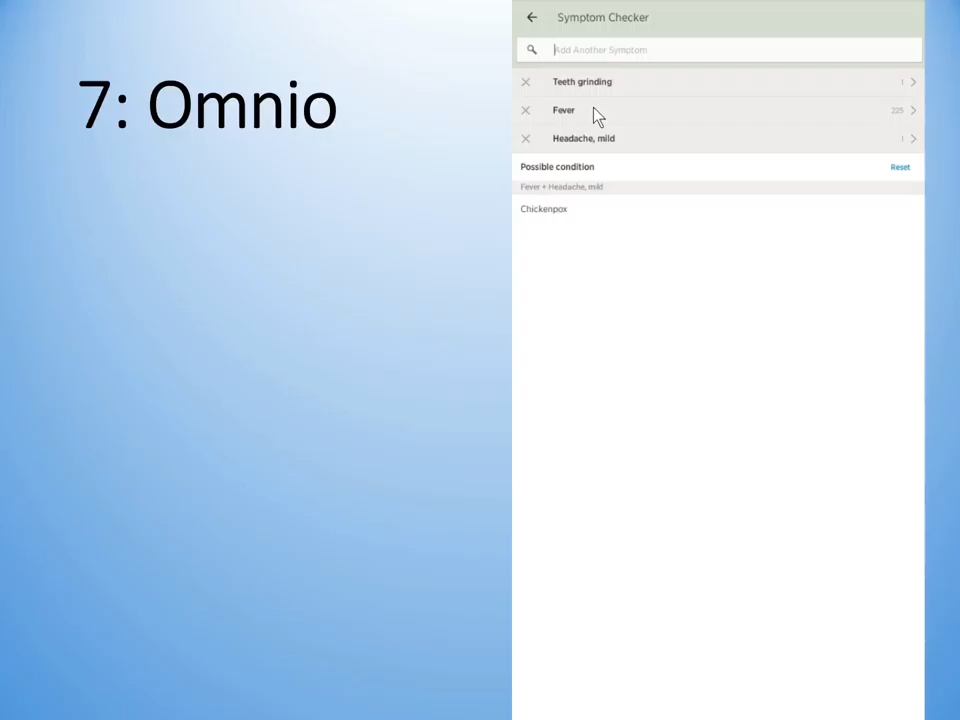 7: Omnio
Symptom Checker
Add Another Symptom
Teeth grinding 1
Fever 225
Headache, mild 1
Possible condition Reset
Fever + Headache, mild
Chickenpox